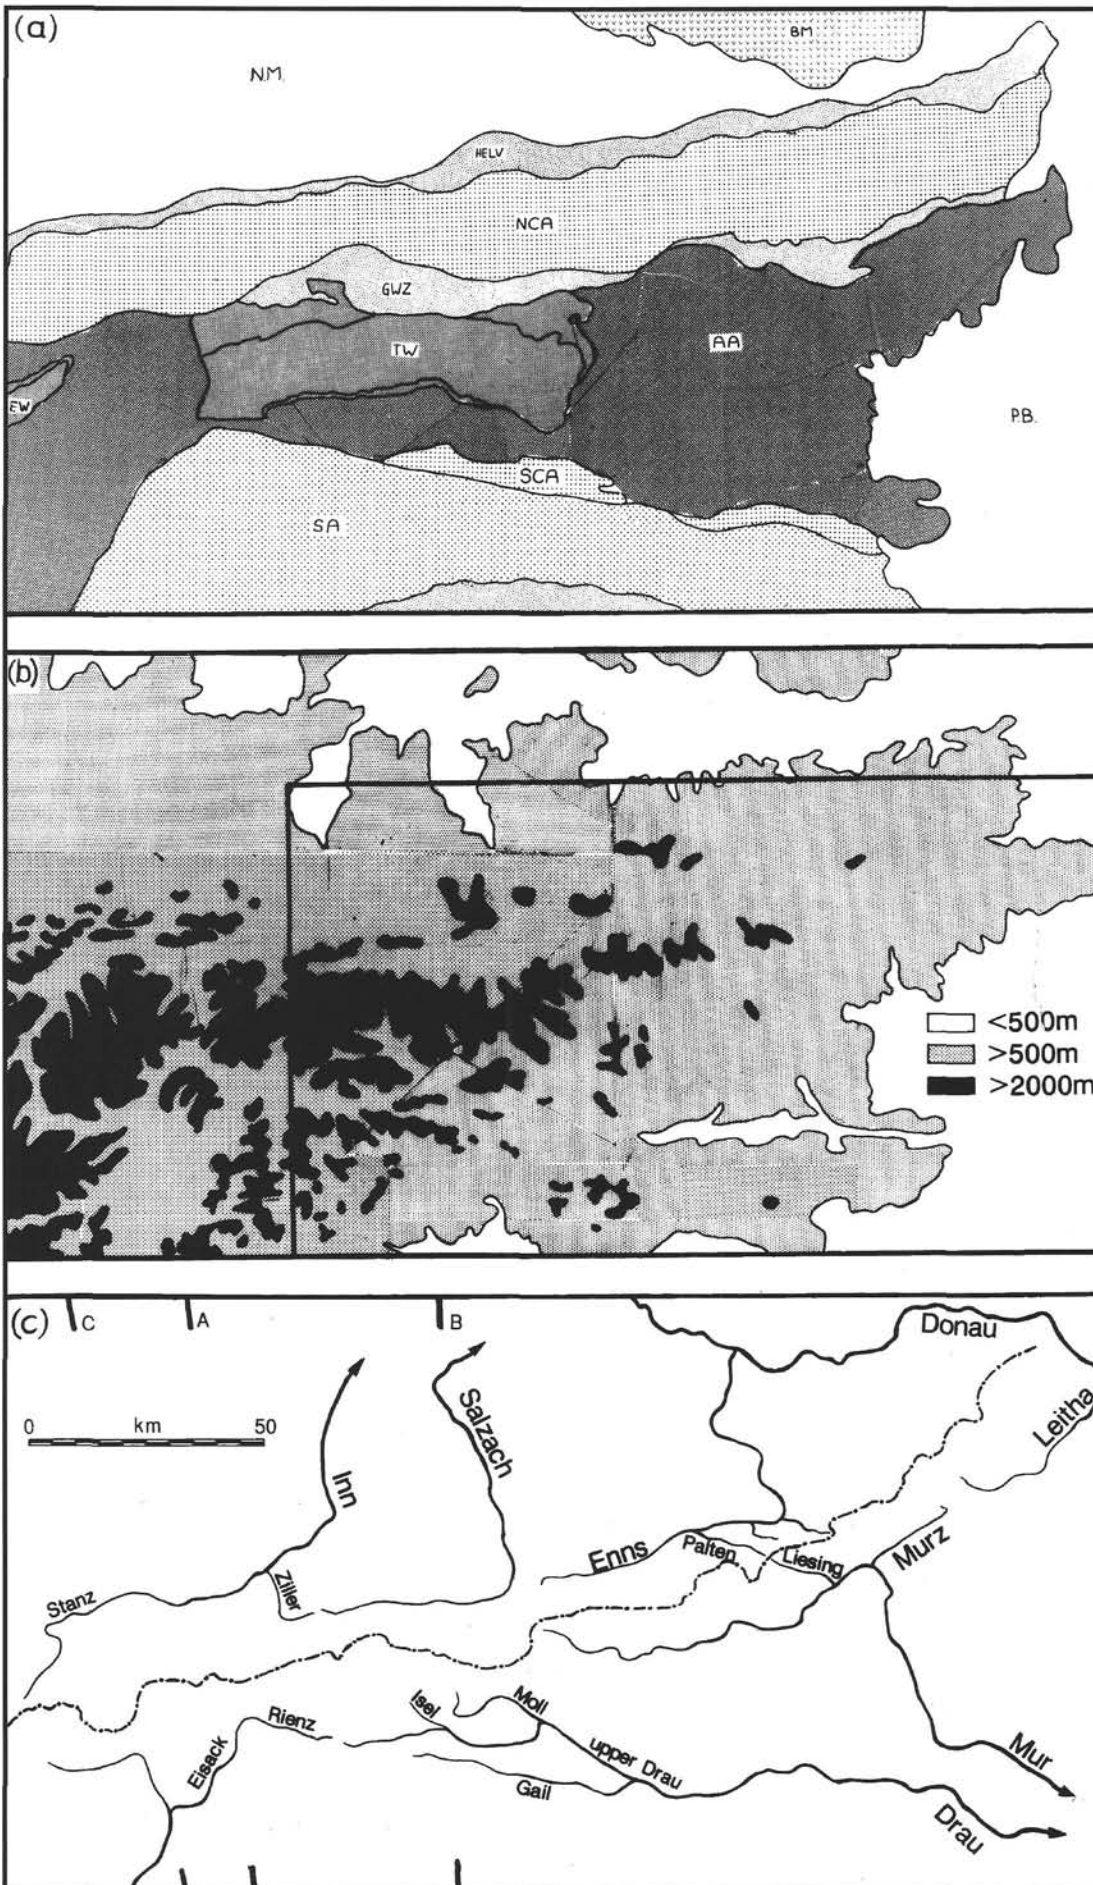 (a)
BM
N.M.
HELV
NCA
GWZ
TW
AA
EW
P.B.
SCA
SA
(b)
<500m
>500m
>2000m
(c)
C
A
B
Donau
Leitha
0 km 50
Salzach
Inn
Enns
Palten
Liesing
Murz
Ziller
Stanz
Isel
Moll
Rienz
Eisack
upper Drau
Gail
Mur
Drau